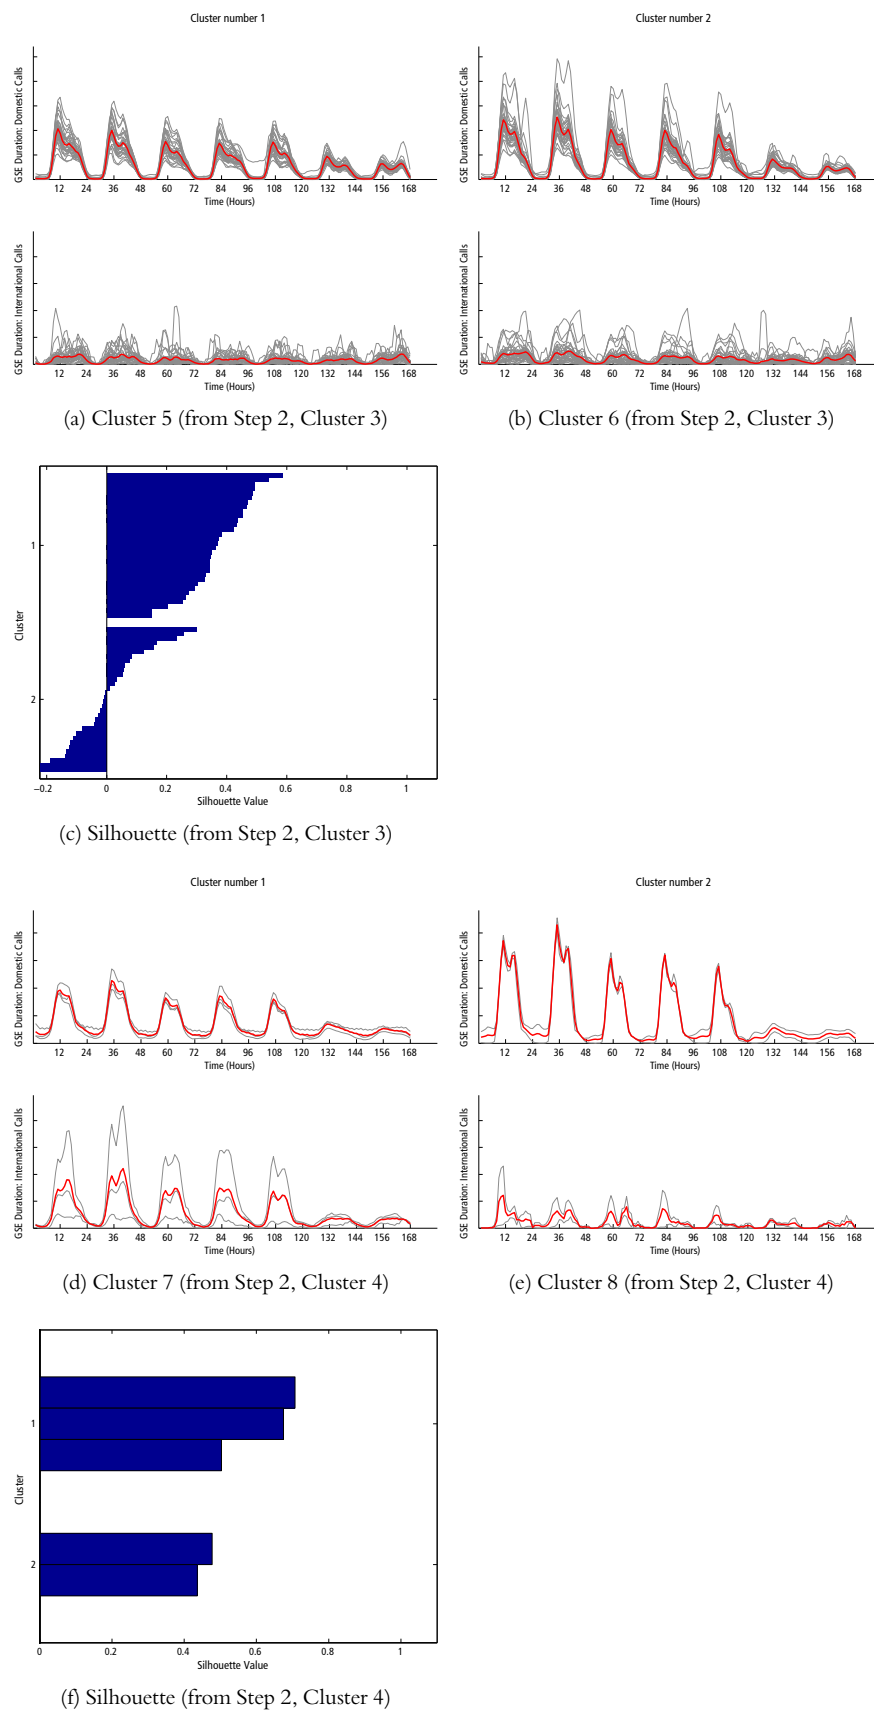 Cluster number 1
GSE Duration: Domestic Calls
12 24 36 48 60 72 84 96 108 120 132 144 156 168
Time (Hours)
GSE Duration: International Calls
12 24 36 48 60 72 84 96 108 120 132 144 156 168
Time (Hours)
(a) Cluster 5 (from Step 2, Cluster 3)
Cluster number 2
GSE Duration: Domestic Calls
12 24 36 48 60 72 84 96 108 120 132 144 156 168
Time (Hours)
GSE Duration: International Calls
12 24 36 48 60 72 84 96 108 120 132 144 156 168
Time (Hours)
(b) Cluster 6 (from Step 2, Cluster 3)
Cluster
1
2
−0.2 0 0.2 0.4 0.6 0.8 1
Silhouette Value
(c) Silhouette (from Step 2, Cluster 3)
Cluster number 1
GSE Duration: Domestic Calls
12 24 36 48 60 72 84 96 108 120 132 144 156 168
Time (Hours)
GSE Duration: International Calls
12 24 36 48 60 72 84 96 108 120 132 144 156 168
Time (Hours)
(d) Cluster 7 (from Step 2, Cluster 4)
Cluster number 2
GSE Duration: Domestic Calls
12 24 36 48 60 72 84 96 108 120 132 144 156 168
Time (Hours)
GSE Duration: International Calls
12 24 36 48 60 72 84 96 108 120 132 144 156 168
Time (Hours)
(e) Cluster 8 (from Step 2, Cluster 4)
Cluster
1
2
0 0.2 0.4 0.6 0.8 1
Silhouette Value
(f) Silhouette (from Step 2, Cluster 4)